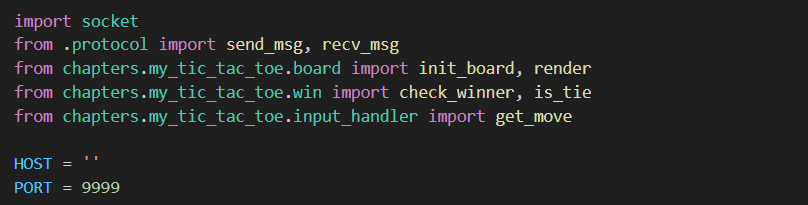 import socket
from .protocol import send_msg, recv_msg
from chapters.my_tic_tac_toe.board import init_board, render
from chapters.my_tic_tac_toe.win import check_winner, is_tie
from chapters.my_tic_tac_toe.input_handler import get_move
HOST = ''
PORT = 9999